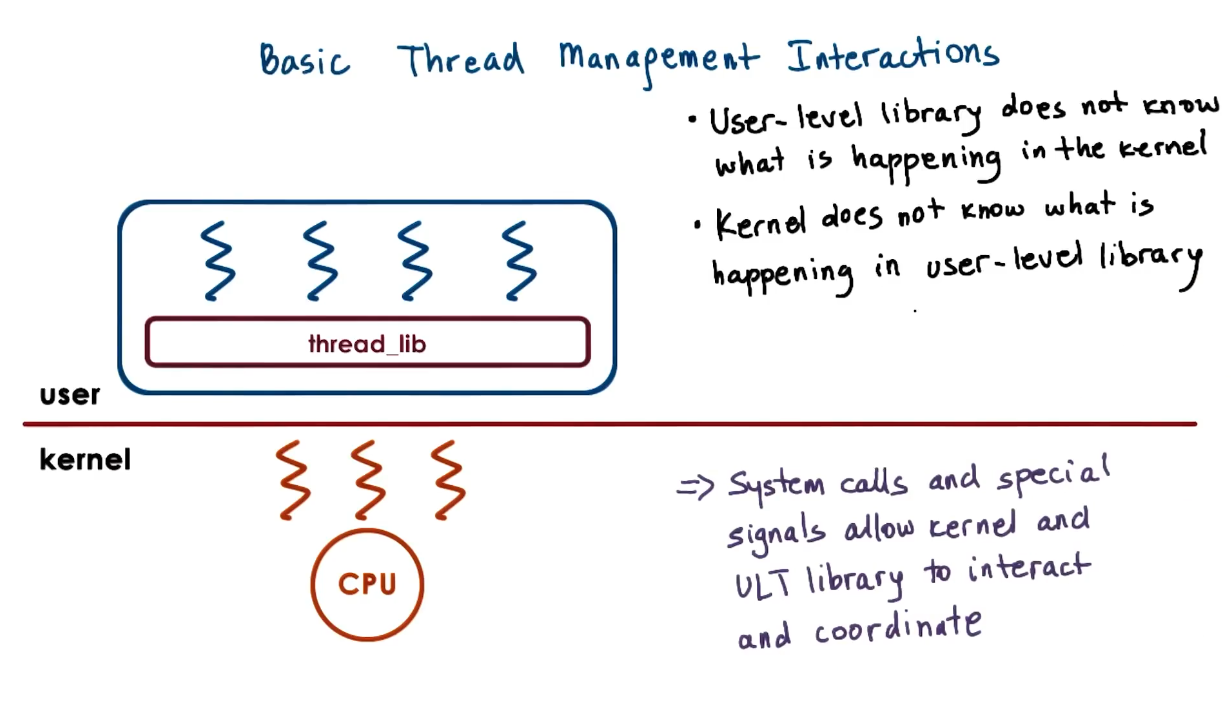 Basic Thread Management Interactions
• User-level library does not know
what is happening in the kernel
• Kernel does not know what is
happening in user-level library
thread_lib
user
kernel
CPU
=> System calls and special
signals allow kernel and
ULT library to interact
and coordinate